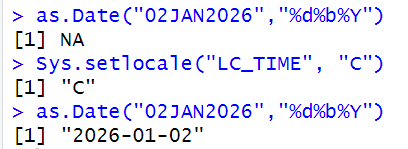 > as.Date("02JAN2026","%d%b%Y")
[1] NA
> Sys.setlocale("LC_TIME", "C")
[1] "C"
> as.Date("02JAN2026","%d%b%Y")
[1] "2026-01-02"